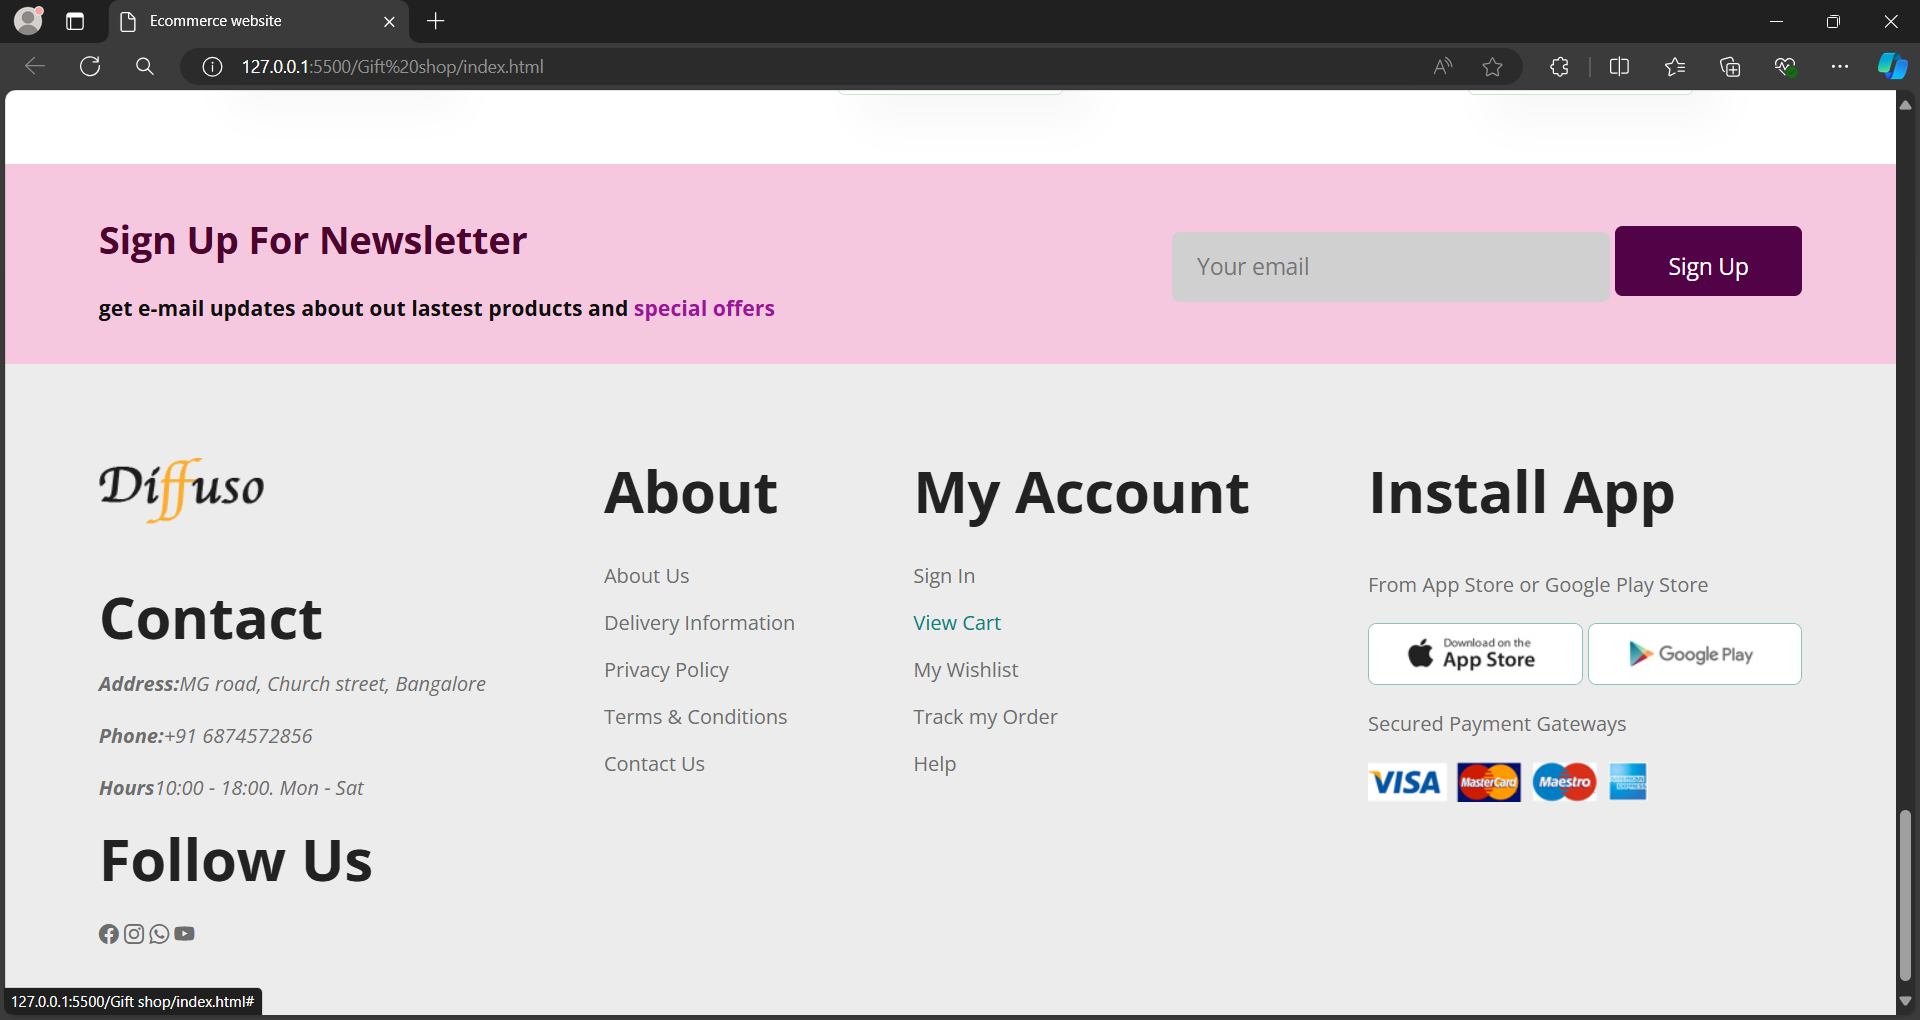 Ecommerce website
127.0.0.1:5500/Gift%20shop/index.html
Sign Up For Newsletter
get e-mail updates about out lastest products and special offers
Your email
Sign Up
Diffuso
Contact
Address:MG road, Church street, Bangalore
Phone:+91 6874572856
Hours10:00 - 18:00. Mon - Sat
Follow Us
About
About Us
Delivery Information
Privacy Policy
Terms & Conditions
Contact Us
My Account
Sign In
View Cart
My Wishlist
Track my Order
Help
Install App
From App Store or Google Play Store
Download on the
App Store
Google Play
Secured Payment Gateways
VISA
MasterCard
Maestro
AMERICAN
EXPRESS
127.0.0.1:5500/Gift shop/index.html#